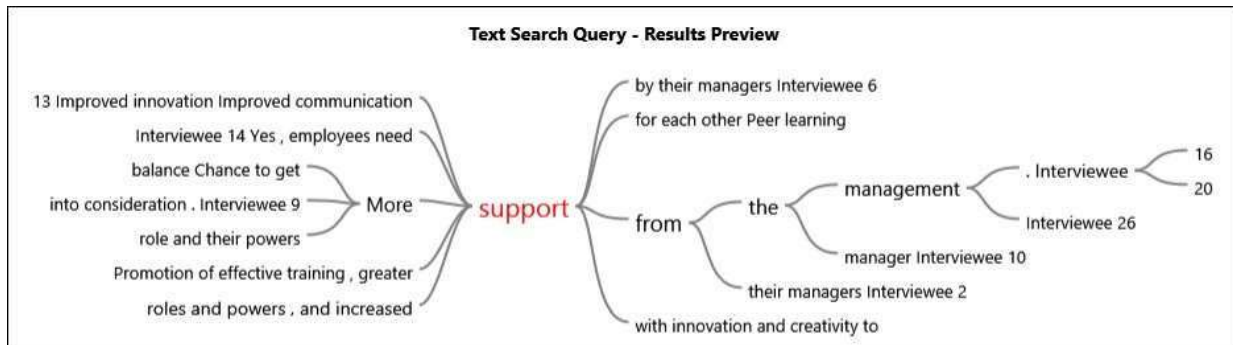 Text Search Query - Results Preview
13 Improved innovation Improved communication
Interviewee 14 Yes , employees need
balance Chance to get
into consideration . Interviewee 9
role and their powers
More
Promotion of effective training , greater
roles and powers , and increased
support
by their managers Interviewee 6
for each other Peer learning
from
the
management
. Interviewee
16
20
Interviewee 26
manager Interviewee 10
their managers Interviewee 2
with innovation and creativity to